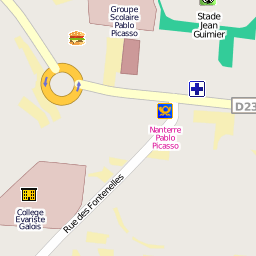 Groupe
Scolaire
Pablo
Picasso
Stade
Jean
Guimier
D23
Nanterre
Pablo
Picasso
Rue des Fontenelles
College
Evariste
Galois